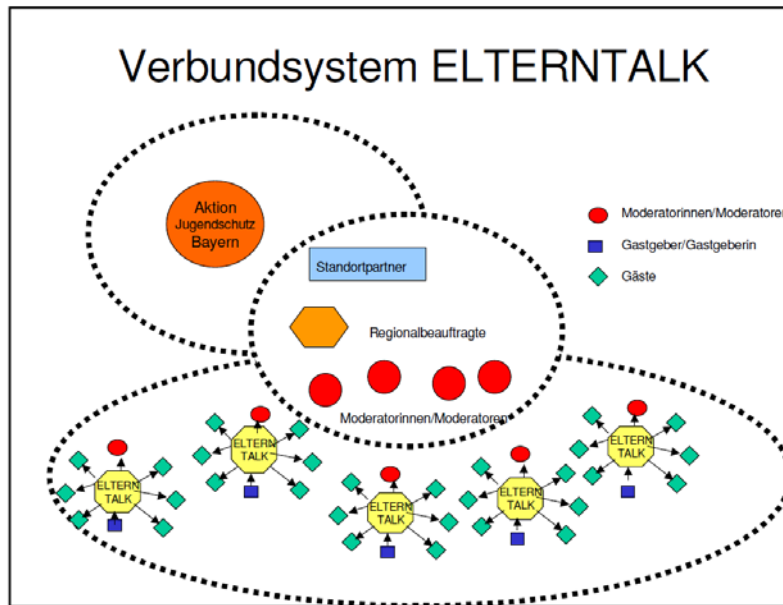 Verbundsystem ELTERNTALK
Aktion
Jugendschutz
Bayern
Standortpartner
Regionalbeauftragte
Moderatorinnen/Moderatoren
Moderatorinnen/Moderatoren
Gastgeber/Gastgeberin
Gäste
ELTERN
TALK
ELTERN
TALK
ELTERN
TALK
ELTERN
TALK
ELTERN
TALK